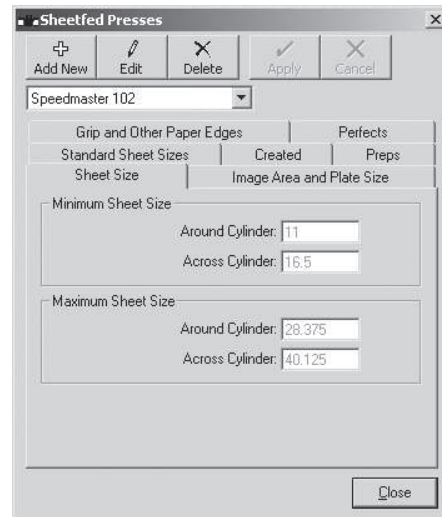 Sheetfed Presses
Add New Edit Delete Apply Cancel
Speedmaster 102
Grip and Other Paper Edges Perfects
Standard Sheet Sizes Created Preps
Sheet Size Image Area and Plate Size
Minimum Sheet Size
Around Cylinder: 11
Across Cylinder: 16.5
Maximum Sheet Size
Around Cylinder: 28.375
Across Cylinder: 40.125
Close